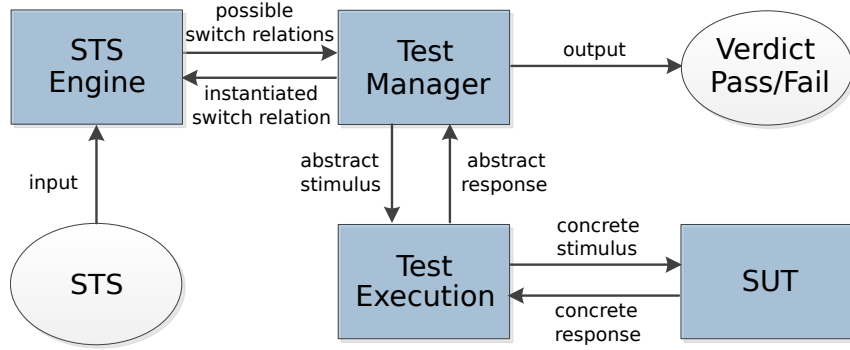 possible
switch relations
STS
Engine
Test
Manager
output
Verdict
Pass/Fail
instantiated
switch relation
input
abstract
stimulus
abstract
response
STS
Test
Execution
concrete
stimulus
SUT
concrete
response